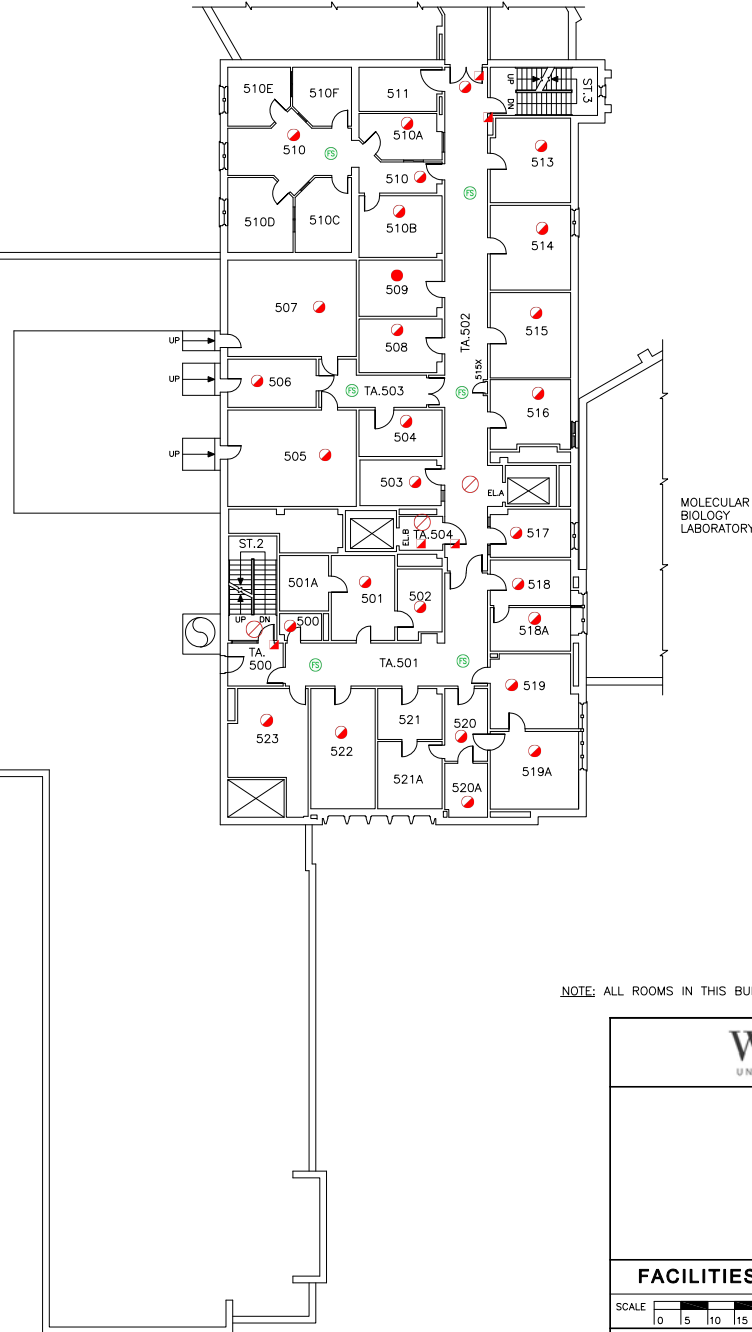 510E
510F
511
UP
DN
ST.3
510A
510
FS
513
510
FS
510D
510C
510B
514
509
507
TA.502
515
508
UP
515X
506
FS
TA.503
FS
516
UP
504
505
503
UP
EL.A
MOLECULAR
BIOLOGY
LABORATORY
EL.B
TA.504
517
ST.2
501A
501
502
518
UP
DN
500
518A
TA.
500
FS
TA.501
FS
519
523
522
521
520
519A
521A
520A
NOTE: ALL ROOMS IN THIS
W
UN
FACILITIES
SCALE
0
5
10
15